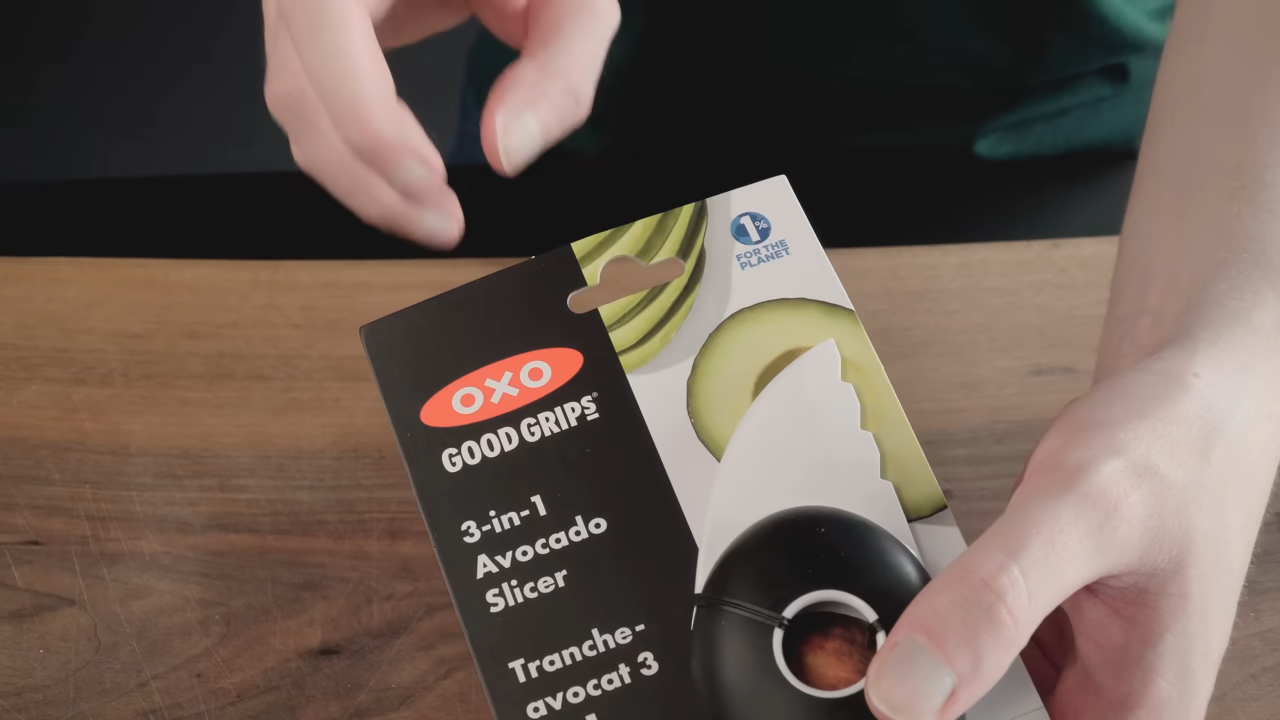 1%
FOR THE
PLANET
OXO
GOOD GRIPS®
3-in-1
Avocado
Slicer
Tranche-
avocat 3